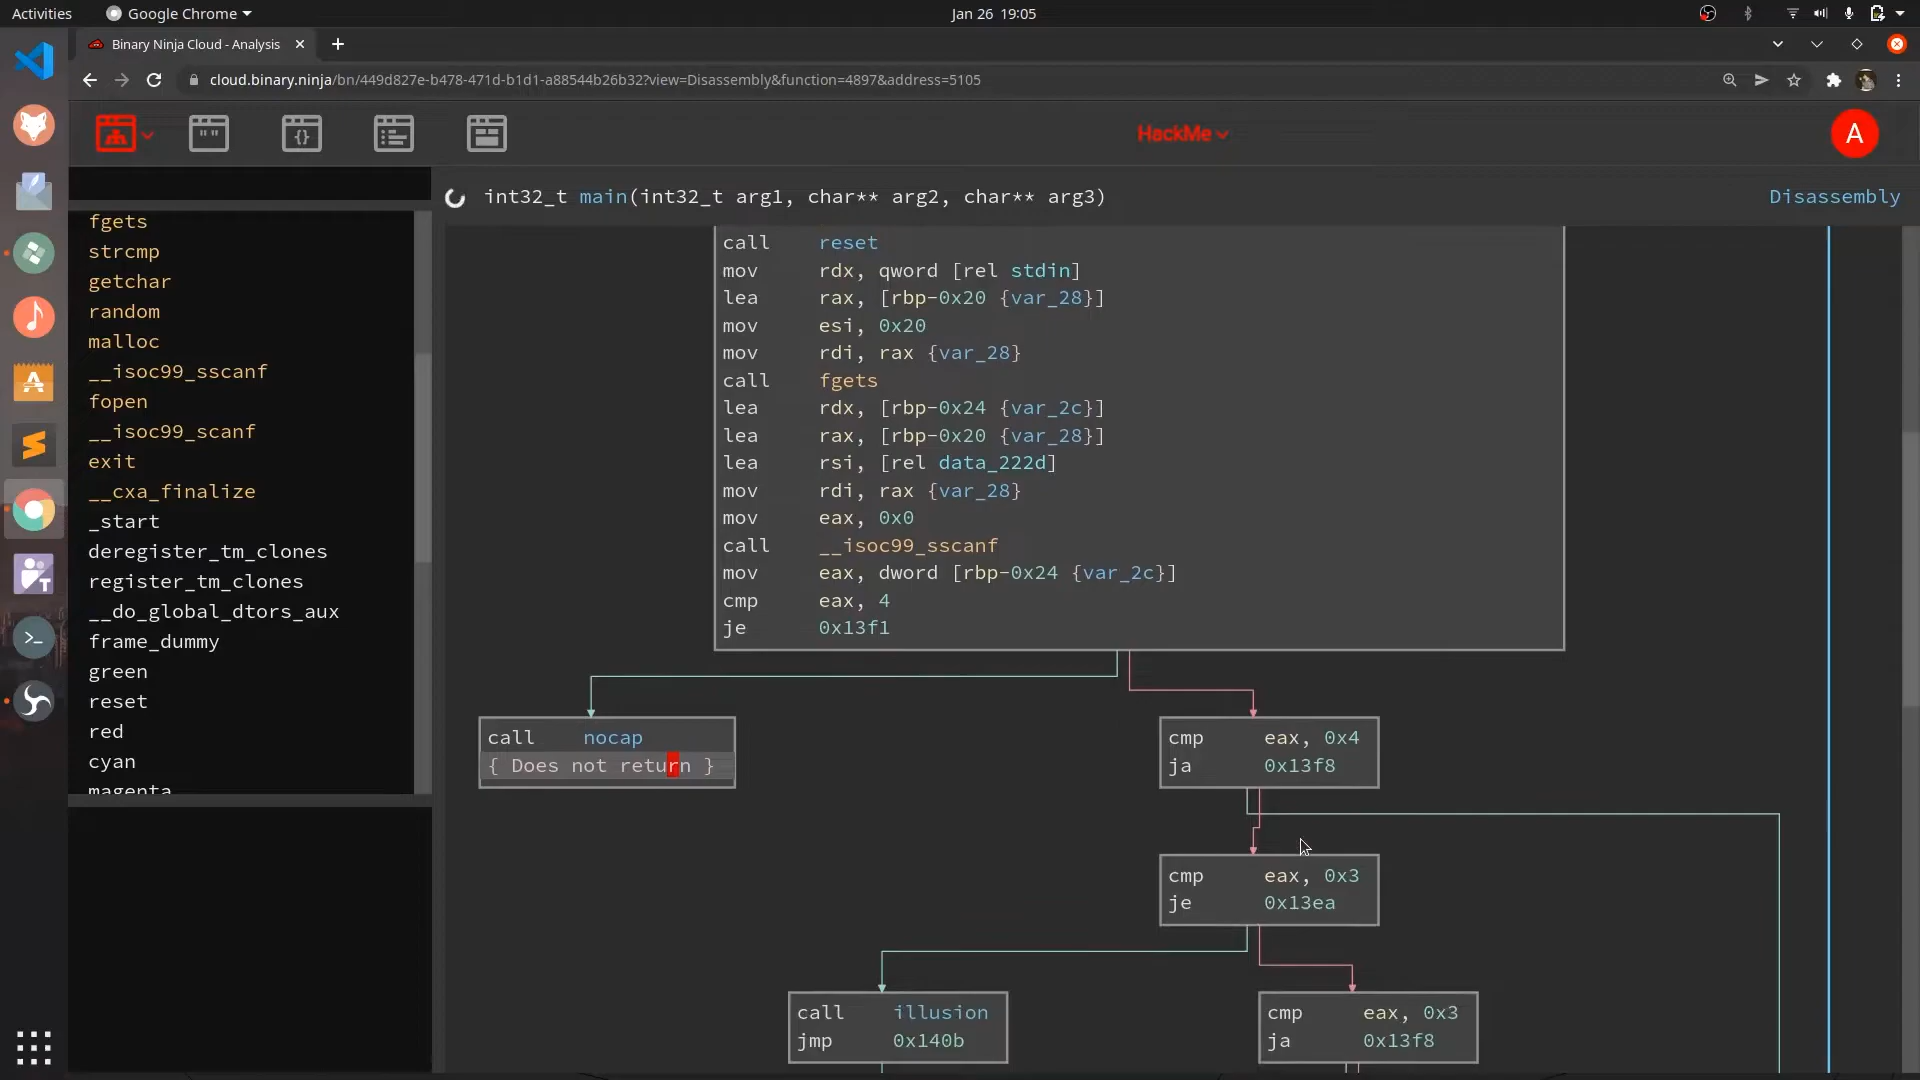 Activities
Google Chrome
Jan 26 19:05
Binary Ninja Cloud - Analysis
cloud.binary.ninja/bn/449d827e-b478-471d-b1d1-a88544b26b32?view=Disassembly&function=4897&address=5105
" "
{}
HackMe
A
int32_t main(int32_t arg1, char** arg2, char** arg3)
Disassembly
fgets
strcmp
getchar
random
malloc
__isoc99_sscanf
fopen
__isoc99_scanf
exit
__cxa_finalize
_start
deregister_tm_clones
register_tm_clones
__do_global_dtors_aux
frame_dummy
green
reset
red
cyan
magenta
call reset
mov rdx, qword [rel stdin]
lea rax, [rbp-0x20 {var_28}]
mov esi, 0x20
mov rdi, rax {var_28}
call fgets
lea rdx, [rbp-0x24 {var_2c}]
lea rax, [rbp-0x20 {var_28}]
lea rsi, [rel data_222d]
mov rdi, rax {var_28}
mov eax, 0x0
call __isoc99_sscanf
mov eax, dword [rbp-0x24 {var_2c}]
cmp eax, 4
je 0x13f1
call nocap
{ Does not return }
cmp eax, 0x4
ja 0x13f8
cmp eax, 0x3
je 0x13ea
call illusion
jmp 0x140b
cmp eax, 0x3
ja 0x13f8